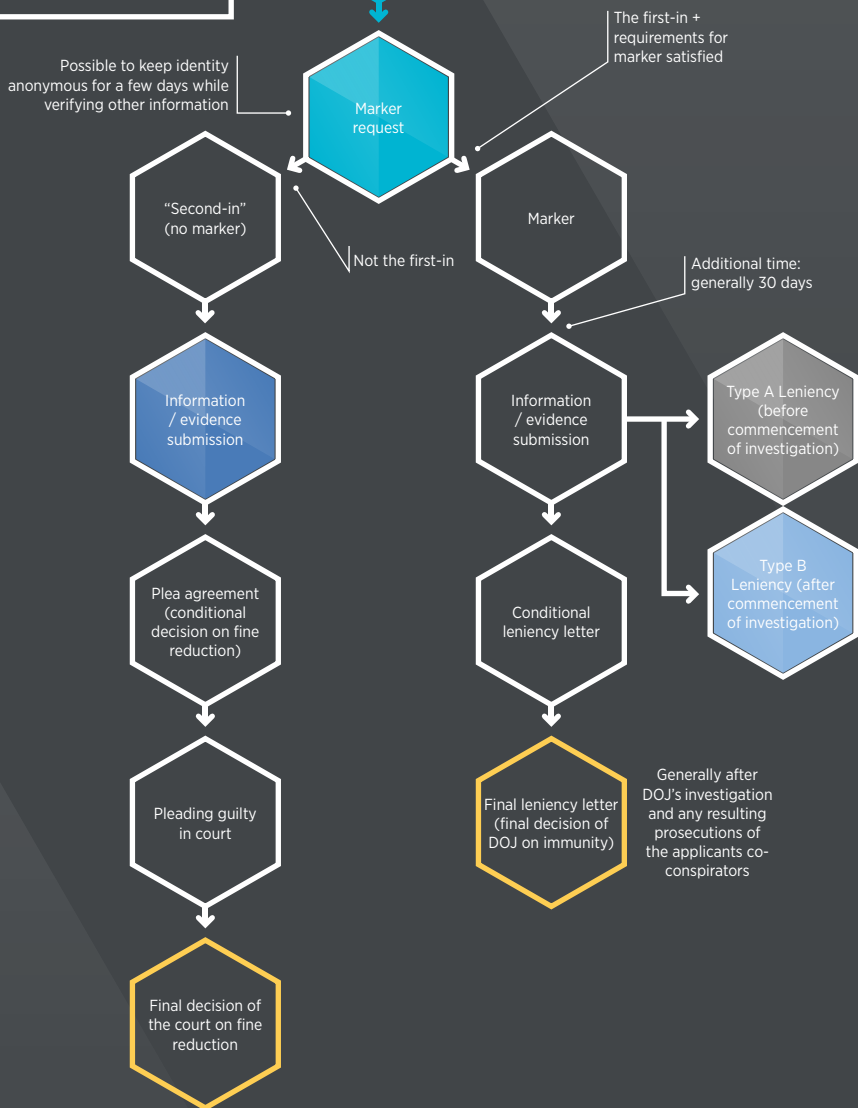 The first-in +
requirements for
marker satisfied
Possible to keep identity
anonymous for a few days while
verifying other information
Marker
request
“Second-in”
(no marker)
Not the first-in
Marker
Additional time:
generally 30 days
Information
/ evidence
submission
Information
/ evidence
submission
Type A Leniency
(before
commencement
of investigation)
Type B
Leniency (after
commencement
of investigation)
Plea agreement
(conditional
decision on fine
reduction)
Conditional
leniency letter
Pleading guilty
in court
Final leniency letter
(final decision of
DOJ on immunity)
Generally after
DOJ’s investigation
and any resulting
prosecutions of
the applicants co-
conspirators
Final decision of
the court on fine
reduction